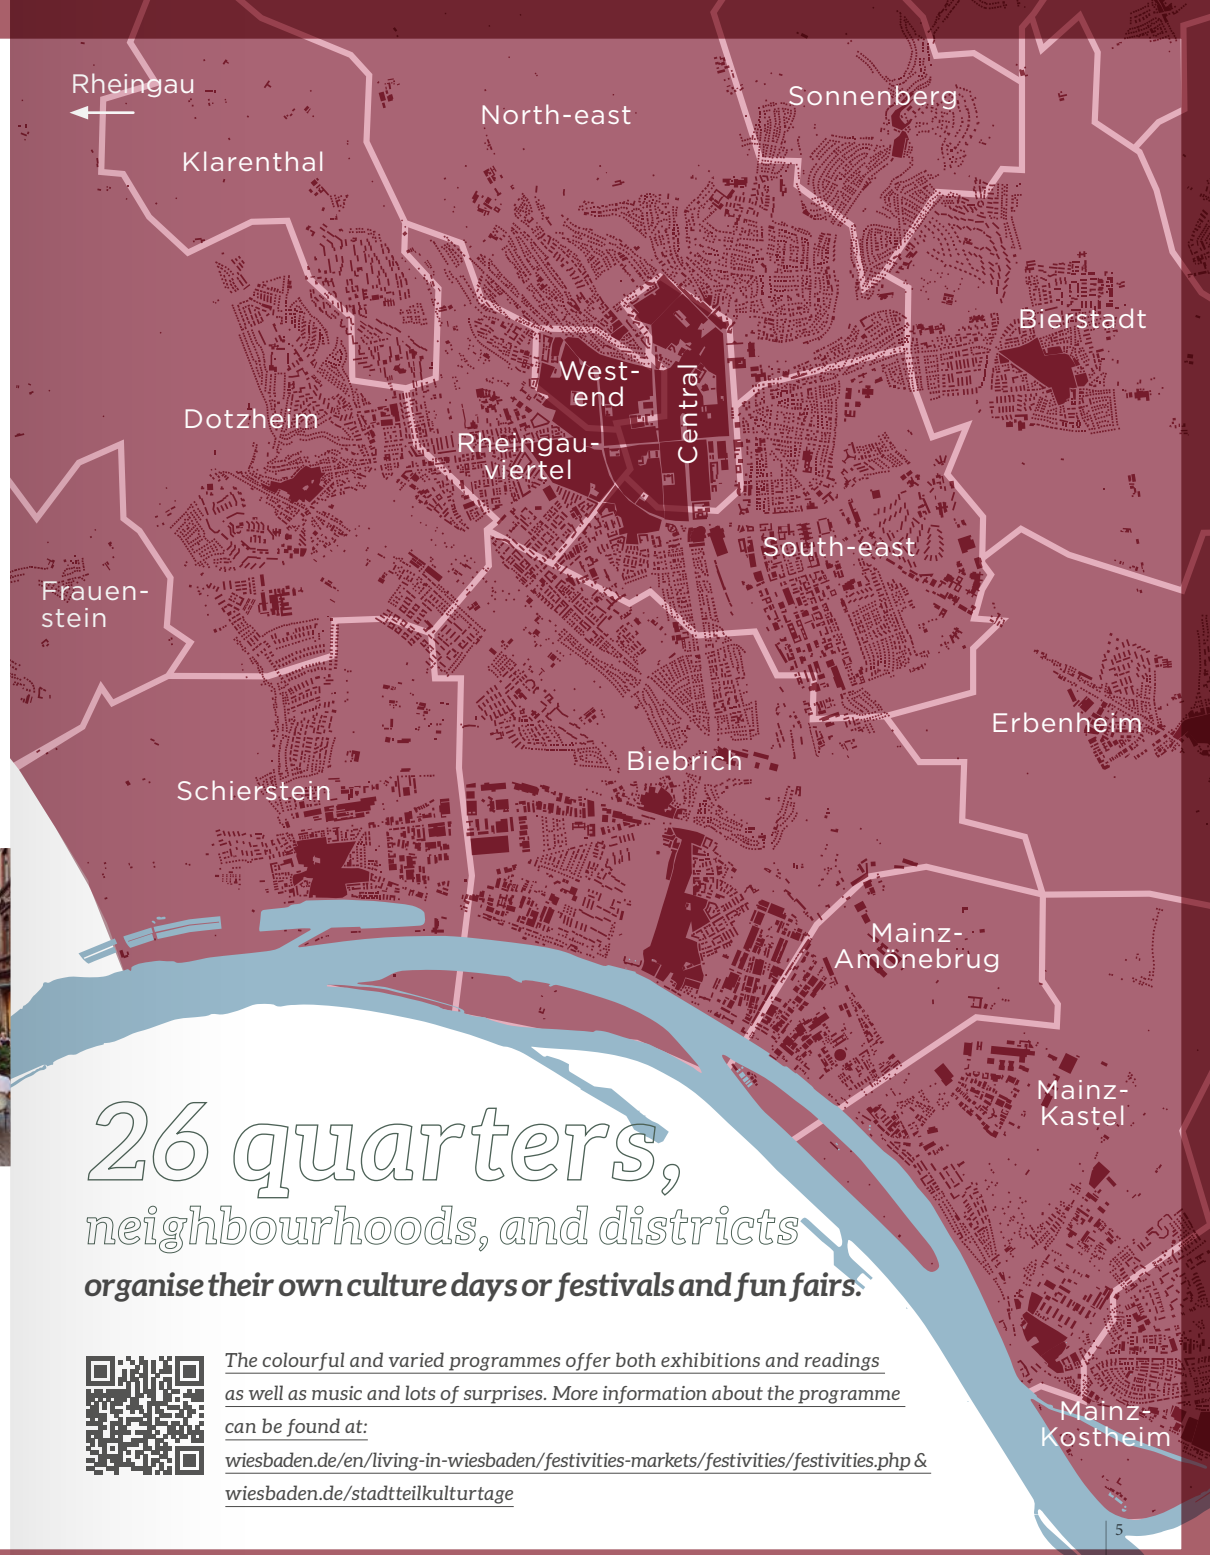 Rheingau
North-east
Sonnenberg
Klarenthal
Bierstadt
West-
end
Central
Dotzheim
Rheingau-
viertel
South-east
Frauen-
stein
Erbenheim
Biebrich
Schierstein
Mainz-
Amönebrug
Mainz-
Kastel
26 quarters,
neighbourhoods, and districts
organise their own culture days or festivals and fun fairs.
The colourful and varied programmes offer both exhibitions and readings
as well as music and lots of surprises. More information about the programme
can be found at:
wiesbaden.de/en/living-in-wiesbaden/festivities-markets/festivities/festivities.php &
wiesbaden.de/stadtteilkulturtage
Mainz-
Kostheim
5